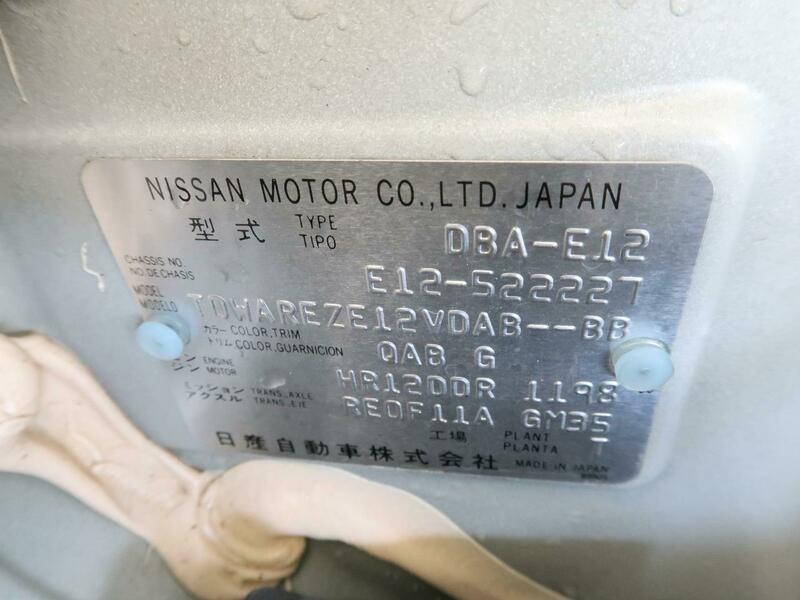 NISSAN MOTOR CO.,LTD. JAPAN
型式 TYPE TIPO DBA-E12
CHASSIS NO. NO.DE CHASIS E12-522227
MODEL MODELO TDWAREZE12VDAB--BB
カラー COLOR,TRIM トリム COLOR,GUARNICION QAB G
ン ENGINE ジン MOTOR HR12DDR 1198
ミッション TRANS.,AXLE アクスル TRANS.,EJE RE0F11A GM35
工場 PLANT PLANTA
日産自動車株式会社 MADE IN JAPAN